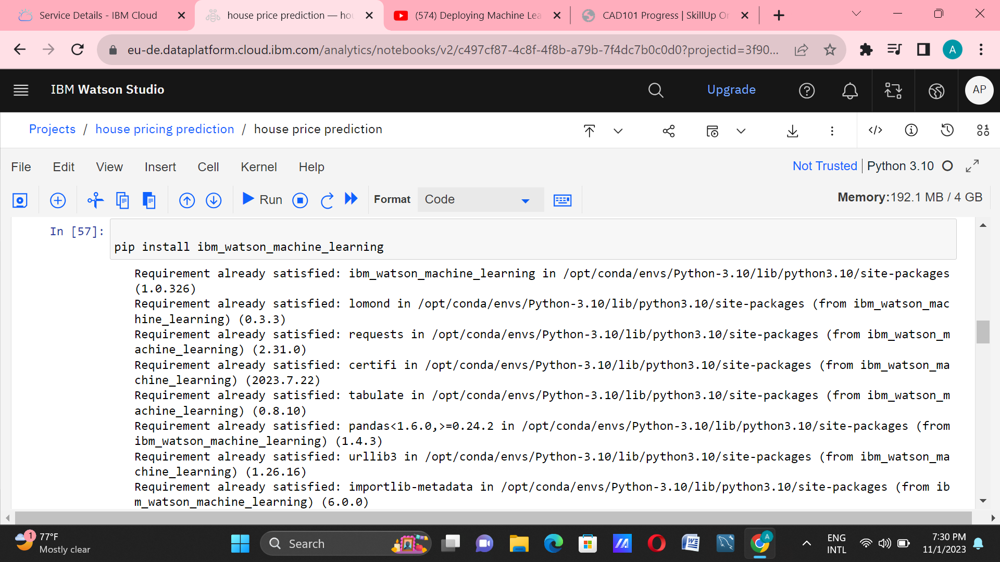 Service Details - IBM Cloud
house price prediction — hou
(574) Deploying Machine Lea
CAD101 Progress | SkillUp On
eu-de.dataplatform.cloud.ibm.com/analytics/notebooks/v2/c497cf87-4c8f-4f8b-a79b-7f4dc7b0c0d0?projectid=3f90...
A
IBM Watson Studio
Upgrade
AP
Projects / house pricing prediction / house price prediction
File Edit View Insert Cell Kernel Help
Not Trusted Python 3.10
Run
Format
Code
Memory:192.1 MB / 4 GB
In [57]:
pip install ibm_watson_machine_learning
Requirement already satisfied: ibm_watson_machine_learning in /opt/conda/envs/Python-3.10/lib/python3.10/site-packages
(1.0.326)
Requirement already satisfied: lomond in /opt/conda/envs/Python-3.10/lib/python3.10/site-packages (from ibm_watson_mac
hine_learning) (0.3.3)
Requirement already satisfied: requests in /opt/conda/envs/Python-3.10/lib/python3.10/site-packages (from ibm_watson_m
achine_learning) (2.31.0)
Requirement already satisfied: certifi in /opt/conda/envs/Python-3.10/lib/python3.10/site-packages (from ibm_watson_ma
chine_learning) (2023.7.22)
Requirement already satisfied: tabulate in /opt/conda/envs/Python-3.10/lib/python3.10/site-packages (from ibm_watson_m
achine_learning) (0.8.10)
Requirement already satisfied: pandas<1.6.0,>=0.24.2 in /opt/conda/envs/Python-3.10/lib/python3.10/site-packages (from
ibm_watson_machine_learning) (1.4.3)
Requirement already satisfied: urllib3 in /opt/conda/envs/Python-3.10/lib/python3.10/site-packages (from ibm_watson_ma
chine_learning) (1.26.16)
Requirement already satisfied: importlib-metadata in /opt/conda/envs/Python-3.10/lib/python3.10/site-packages (from ib
m_watson_machine_learning) (6.0.0)
1
77°F
Mostly clear
Search
A
ENG
INTL
7:30 PM
11/1/2023